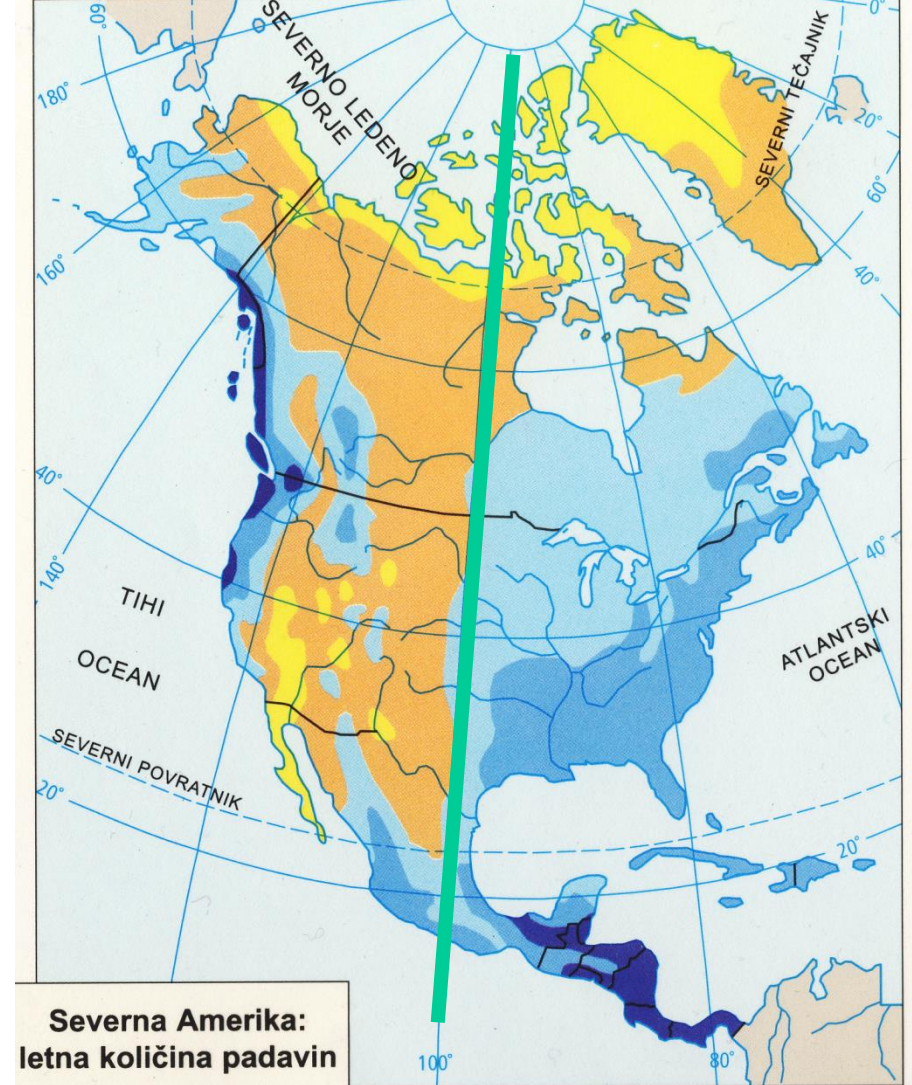 60°
180°
160°
40°
140°
20°
SEVERNO LEDENO
MORJE
SEVERNI TEČAJNIK
0°
20°
60°
40°
40°
TIHI
OCEAN
ATLANTSKI
OCEAN
SEVERNI POVRATNIK
20°
Severna Amerika:
letna količina padavin
100°
80°